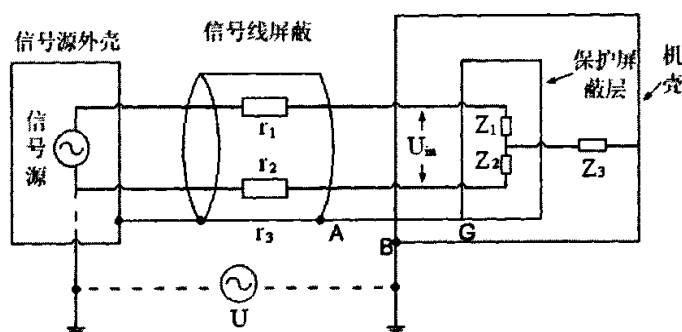 信号源外壳
信号线屏蔽
保护屏
蔽层
机
壳
信
号
源
r₁
r₂
r₃
Uᵢₙ
Z₁
Z₂
Z₃
A
B
G
U